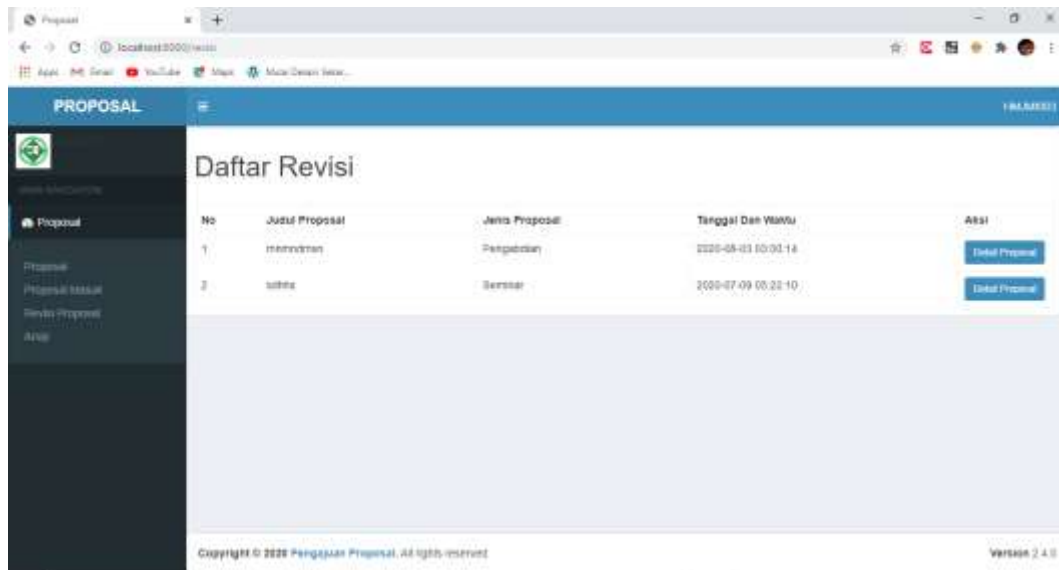 Proposal
localhost:8000/revisi
Apps Gmail YouTube Maps
PROPOSAL
Daftar Revisi
MAIN NAVIGATION
Proposal
No Judul Proposal Jenis Proposal Tanggal Dan Waktu Aksi
1 Pengabdian Detail Proposal
2 Seminar 2020-07-09 05:22:10 Detail Proposal
Proposal
Proposal Masuk
Revisi Proposal
Arsip
Copyright © 2020 Pengajuan Proposal. All rights reserved.
Version 2.4.0